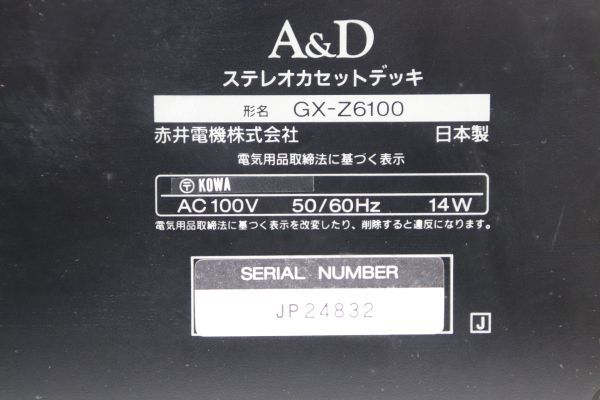 A&D
ステレオカセットデッキ
形名 GX-Z6100
赤井電機株式会社 日本製
電気用品取締法に基づく表示
〒 KOWA
AC 100V 50/60Hz 14W
電気用品取締法に基づく表示を改変したり、削除すると違反になります。
SERIAL NUMBER
JP24832
J